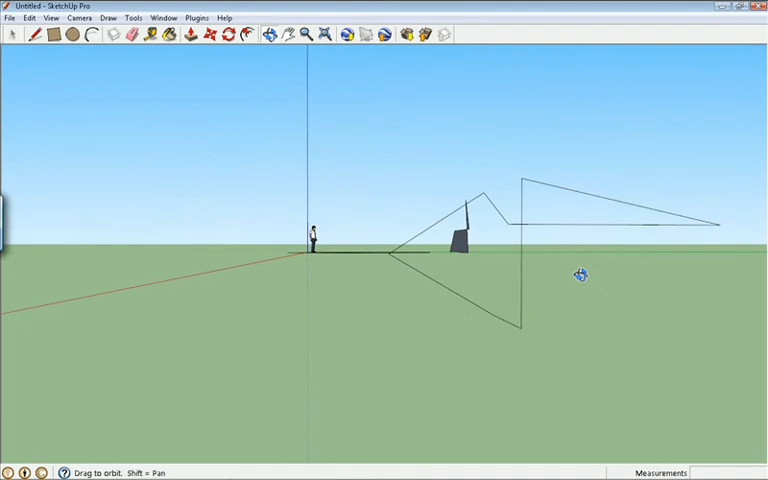 Untitled - SketchUp Pro
File Edit View Camera Draw Tools Window Plugins Help
Drag to orbit. Shift = Pan
Measurements